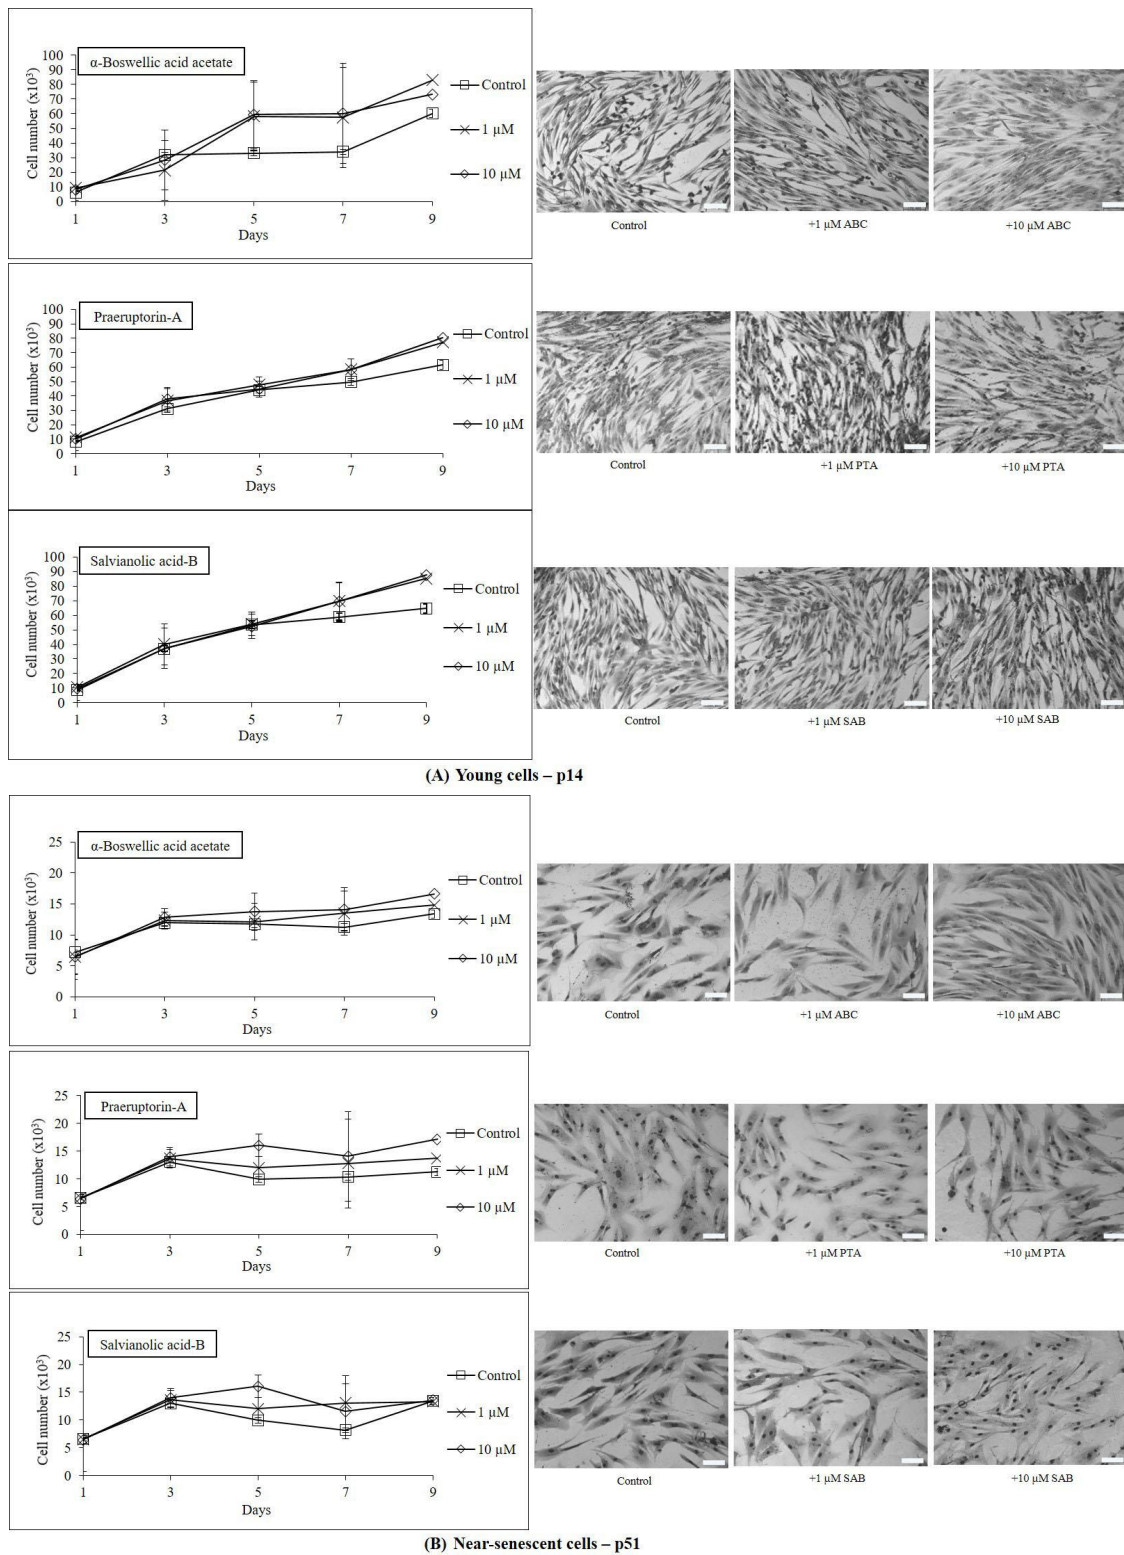 α-Boswellic acid acetate
Cell number (x10³)
100
90
80
70
60
50
40
30
20
10
0
1 3 5 7 9
Days
Control
1 µM
10 µM
Control
+1 µM ABC
+10 µM ABC
Praeruptorin-A
Cell number (x10³)
100
90
80
70
60
50
40
30
20
10
0
1 3 5 7 9
Days
Control
1 µM
10 µM
Control
+1 µM PTA
+10 µM PTA
Salvianolic acid-B
Cell number (x10³)
100
90
80
70
60
50
40
30
20
10
0
1 3 5 7 9
Days
Control
1 µM
10 µM
Control
+1 µM SAB
+10 µM SAB
(A) Young cells – p14
α-Boswellic acid acetate
Cell number (x10³)
25
20
15
10
5
0
1 3 5 7 9
Days
Control
1 µM
10 µM
Control
+1 µM ABC
+10 µM ABC
Praeruptorin-A
Cell number (x10³)
25
20
15
10
5
0
1 3 5 7 9
Days
Control
1 µM
10 µM
Control
+1 µM PTA
+10 µM PTA
Salvianolic acid-B
Cell number (x10³)
25
20
15
10
5
0
1 3 5 7 9
Days
Control
1 µM
10 µM
Control
+1 µM SAB
+10 µM SAB
(B) Near-senescent cells – p51